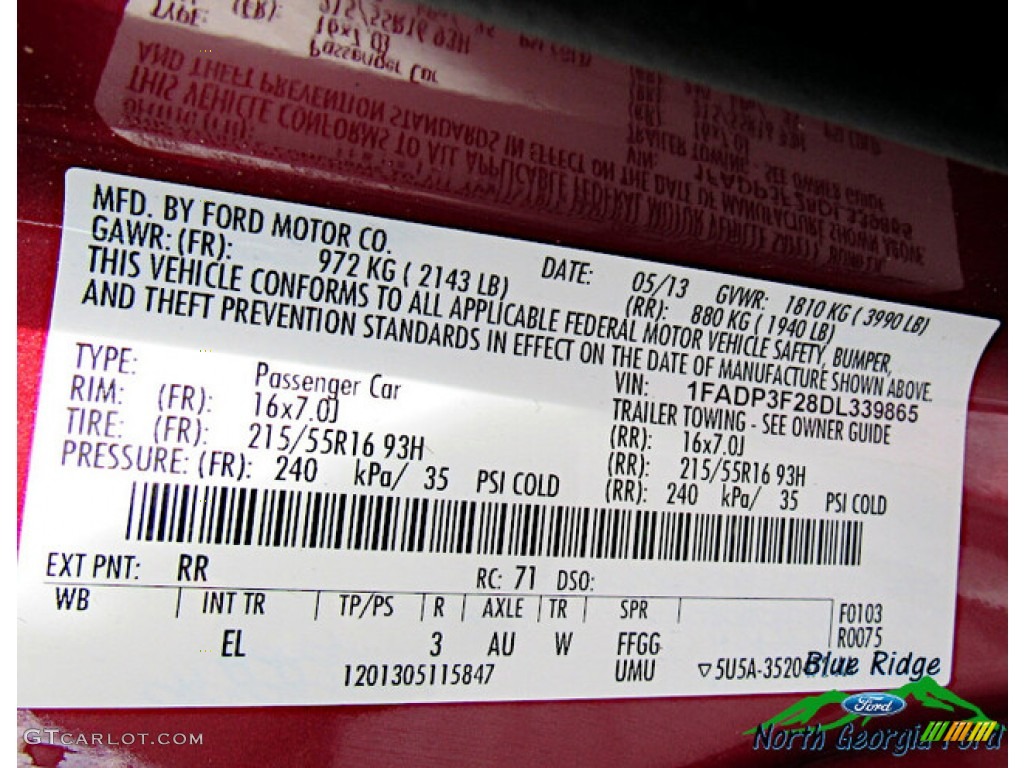 MFD. BY FORD MOTOR CO.
DATE: 05/13 GVWR: 1810 KG ( 3990 LB)
GAWR: (FR): 972 KG ( 2143 LB) (RR): 880 KG ( 1940 LB)
THIS VEHICLE CONFORMS TO ALL APPLICABLE FEDERAL MOTOR VEHICLE SAFETY, BUMPER,
AND THEFT PREVENTION STANDARDS IN EFFECT ON THE DATE OF MANUFACTURE SHOWN ABOVE.
VIN: 1FADP3F28DL339865
TYPE: Passenger Car TRAILER TOWING - SEE OWNER GUIDE
RIM: (FR): 16x7.0J (RR): 16x7.0J
TIRE: (FR): 215/55R16 93H (RR): 215/55R16 93H
PRESSURE: (FR): 240 kPa/ 35 PSI COLD (RR): 240 kPa/ 35 PSI COLD
EXT PNT: RR RC: 71 DSO:
WB INT TR TP/PS R AXLE TR SPR F0103
EL 3 AU W FFGG R0075
1201305115847 UMU ▽5U5A-3520
Blue Ridge
Ford
North Georgia Ford
GTcarlot.com